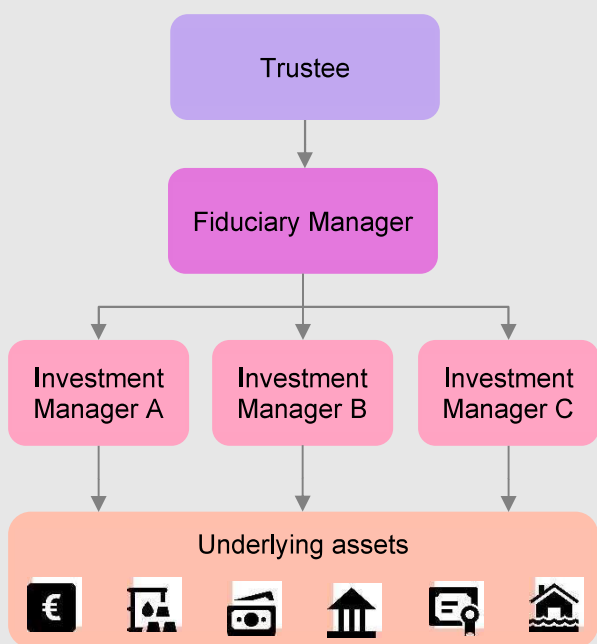 Trustee
Fiduciary Manager
Investment
Manager A
Investment
Manager B
Investment
Manager C
Underlying assets
€